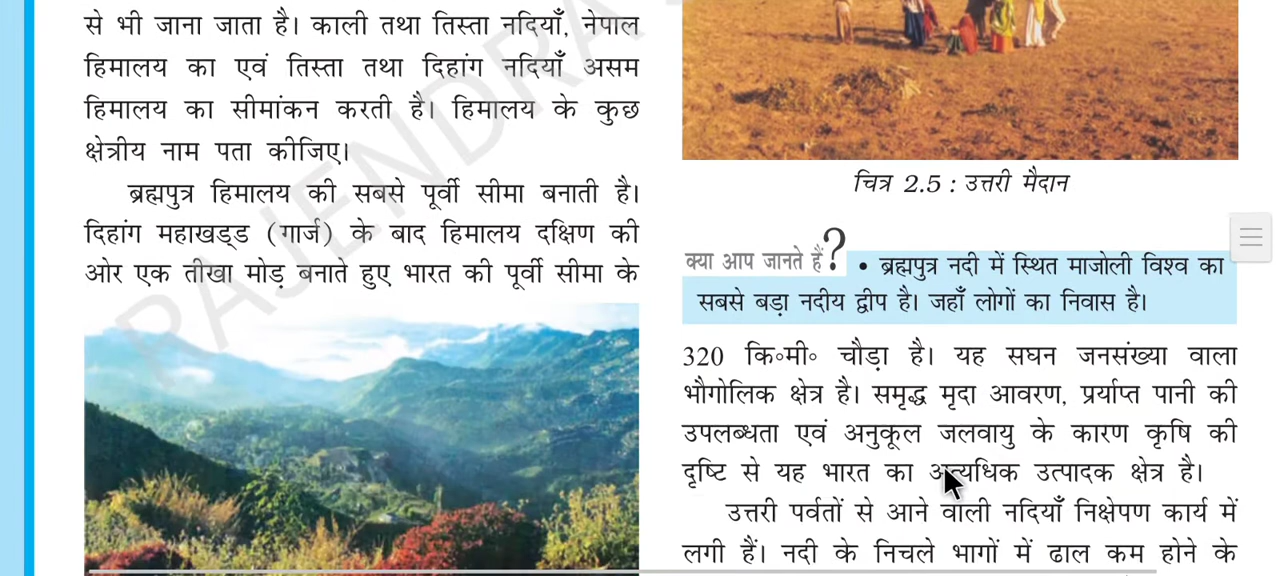 से भी जाना जाता है। काली तथा तिस्ता नदियाँ, नेपाल
हिमालय का एवं तिस्ता तथा दिहांग नदियाँ असम
हिमालय का सीमांकन करती है। हिमालय के कुछ
क्षेत्रीय नाम पता कीजिए।
ब्रह्मपुत्र हिमालय की सबसे पूर्वी सीमा बनाती है।
दिहांग महाखड्ड (गार्ज) के बाद हिमालय दक्षिण की
ओर एक तीखा मोड़ बनाते हुए भारत की पूर्वी सीमा के
RAJENDRA
चित्र 2.5 : उत्तरी मैदान
क्या आप जानते हैं? • ब्रह्मपुत्र नदी में स्थित माजोली विश्व का
सबसे बड़ा नदीय द्वीप है। जहाँ लोगों का निवास है।
320 कि॰मी॰ चौड़ा है। यह सघन जनसंख्या वाला
भौगोलिक क्षेत्र है। समृद्ध मृदा आवरण, प्रर्याप्त पानी की
उपलब्धता एवं अनुकूल जलवायु के कारण कृषि की
दृष्टि से यह भारत का अत्यधिक उत्पादक क्षेत्र है।
उत्तरी पर्वतों से आने वाली नदियाँ निक्षेपण कार्य में
लगी हैं। नदी के निचले भागों में ढाल कम होने के